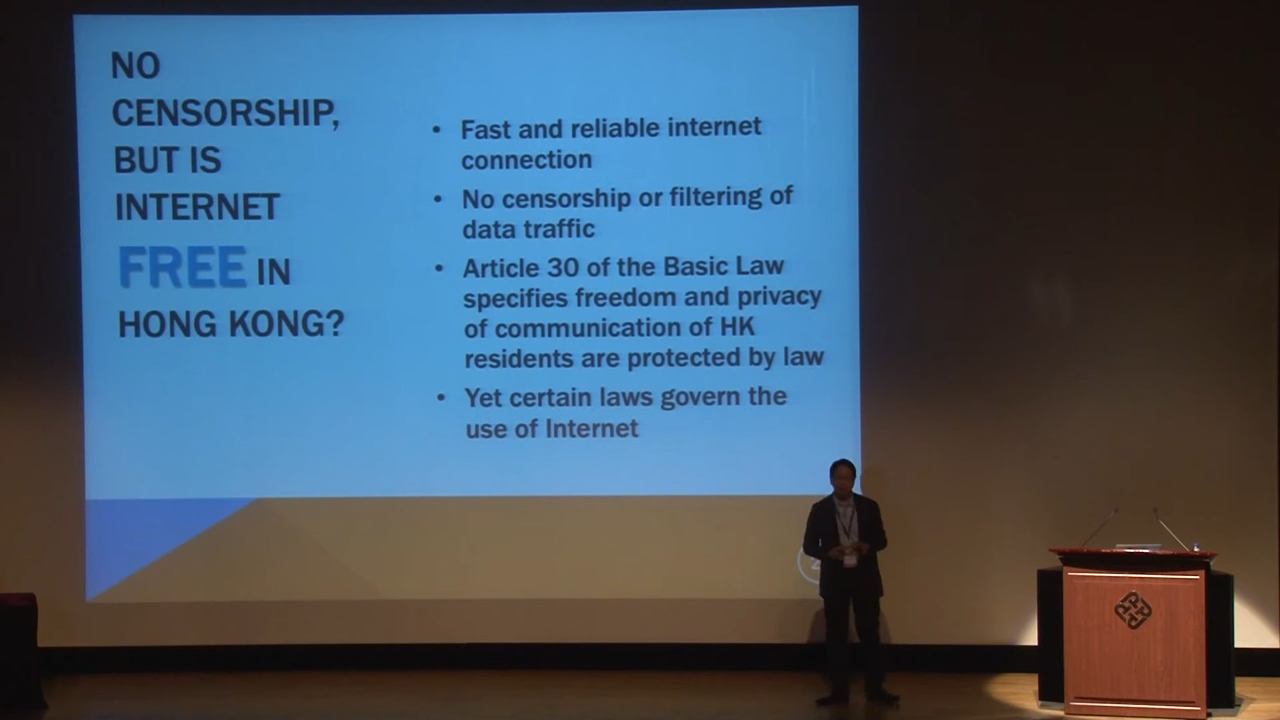 NO
CENSORSHIP,
BUT IS
INTERNET
FREE IN
HONG KONG?
• Fast and reliable internet
connection
• No censorship or filtering of
data traffic
• Article 30 of the Basic Law
specifies freedom and privacy
of communication of HK
residents are protected by law
• Yet certain laws govern the
use of Internet